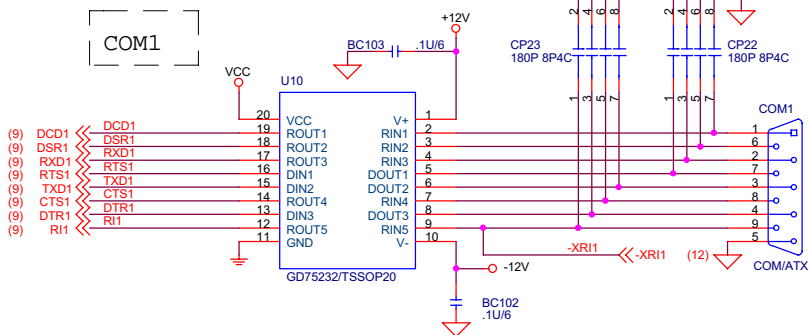 COM1
+12V
2 4 6 8
2 4 6 8
BC103 .1U/6
CP23
180P 8P4C
CP22
180P 8P4C
VCC
U10
1 3 5 7
1 3 5 7
COM1
20 VCC V+ 1
(9) DCD1 DCD1 19 ROUT1 RIN1 2 1
(9) DSR1 DSR1 18 ROUT2 RIN2 3 6
(9) RXD1 RXD1 17 ROUT3 RIN3 4 2
(9) RTS1 RTS1 16 DIN1 DOUT1 5 7
(9) TXD1 TXD1 15 DIN2 DOUT2 6 3
(9) CTS1 CTS1 14 ROUT4 RIN4 7 8
(9) DTR1 DTR1 13 DIN3 DOUT3 8 4
(9) RI1 RI1 12 ROUT5 RIN5 9 9
11 GND V- 10 5
-XRI1 -XRI1 (12)
COM/ATX
-12V
GD75232/TSSOP20
BC102
.1U/6